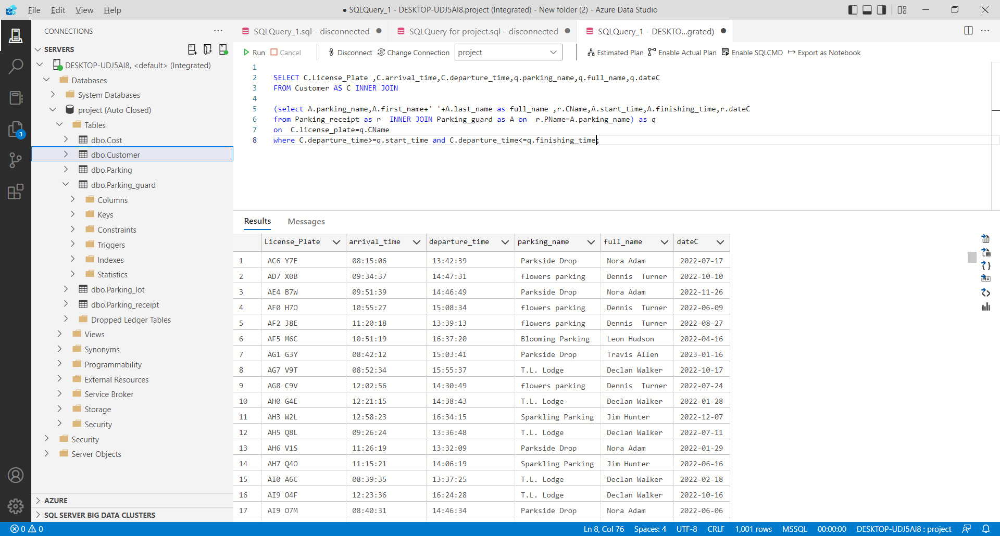 File Edit View Help
● SQLQuery_1 - DESKTOP-UDJ5AI8.project (Integrated) - New folder (2) - Azure Data Studio
CONNECTIONS
SQLQuery_1.sql - disconnected
SQLQuery for project.sql - disconnected
SQLQuery_1 - DESKTO...grated)
SERVERS
Run Cancel Disconnect Change Connection project Estimated Plan Enable Actual Plan Enable SQLCMD Export as Notebook
DESKTOP-UDJ5AI8, <default> (Integrated)
Databases
System Databases
project (Auto Closed)
Tables
dbo.Cost
dbo.Customer
dbo.Parking
dbo.Parking_guard
Columns
Keys
Constraints
Triggers
Indexes
Statistics
dbo.Parking_lot
dbo.Parking_receipt
Dropped Ledger Tables
Views
Synonyms
Programmability
External Resources
Service Broker
Storage
Security
Security
Server Objects
AZURE
SQL SERVER BIG DATA CLUSTERS
3
1
2 SELECT C.License_Plate ,C.arrival_time,C.departure_time,q.parking_name,q.full_name,q.dateC
3 FROM Customer AS C INNER JOIN
4
5 (select A.parking_name,A.first_name+' '+A.last_name as full_name ,r.CName,A.start_time,A.finishing_time,r.dateC
6 from Parking_receipt as r  INNER JOIN Parking_guard as A on  r.PName=A.parking_name) as q
7 on  C.license_plate=q.CName
8 where C.departure_time>=q.start_time and C.departure_time<=q.finishing_time;
Results Messages
License_Plate arrival_time departure_time parking_name full_name dateC
1 AC6 Y7E 08:15:06 13:42:39 Parkside Drop Nora Adam 2022-07-17
2 AD7 X0B 09:34:37 14:47:31 flowers parking Dennis  Turner 2022-10-10
3 AE4 B7W 09:51:39 14:46:49 Parkside Drop Nora Adam 2022-11-26
4 AF0 H7O 10:55:27 15:08:34 flowers parking Dennis  Turner 2022-06-09
5 AF2 J8E 11:20:18 13:39:13 flowers parking Dennis  Turner 2022-08-27
6 AF5 M6C 10:51:19 16:37:20 Blooming Parking Leon Hudson 2022-04-16
7 AG1 G3Y 08:42:12 15:03:41 Parkside Drop Travis Allen 2023-01-16
8 AG7 V9T 08:52:34 15:55:37 T.L. Lodge Declan Walker 2022-10-17
9 AG8 C9V 12:02:56 14:30:49 flowers parking Dennis  Turner 2022-07-24
10 AH0 G4E 12:21:15 14:38:43 T.L. Lodge Declan Walker 2022-01-28
11 AH3 W2L 12:58:23 16:34:15 Sparkling Parking Jim Hunter 2022-12-07
12 AH5 Q8L 09:26:24 13:36:48 T.L. Lodge Declan Walker 2022-07-11
13 AH6 V1S 11:26:19 13:32:09 Parkside Drop Nora Adam 2022-01-29
14 AH7 Q4O 11:15:21 14:06:19 Sparkling Parking Jim Hunter 2022-06-16
15 AI0 A6C 08:39:35 13:37:25 T.L. Lodge Declan Walker 2022-02-18
16 AI9 O4F 12:23:36 16:24:28 T.L. Lodge Declan Walker 2022-10-16
17 AI9 O7M 08:40:31 14:46:34 Parkside Drop Nora Adam 2022-06-06
0 0 Ln 8, Col 76 Spaces: 4 UTF-8 CRLF 1,001 rows MSSQL 00:00:00 DESKTOP-UDJ5AI8 : project